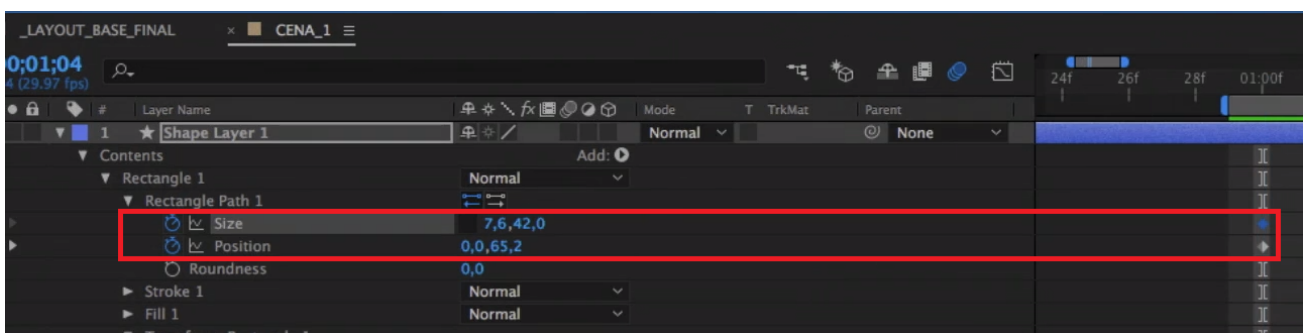 _LAYOUT_BASE_FINAL × CENA_1
0;01;04
4 (29.97 fps)
24f 26f 28f 01:00f
# Layer Name Mode T TrkMat Parent
1 Shape Layer 1 Normal None
Contents Add:
Rectangle 1 Normal
Rectangle Path 1
Size 7,6,42,0
Position 0,0,65,2
Roundness 0,0
Stroke 1 Normal
Fill 1 Normal